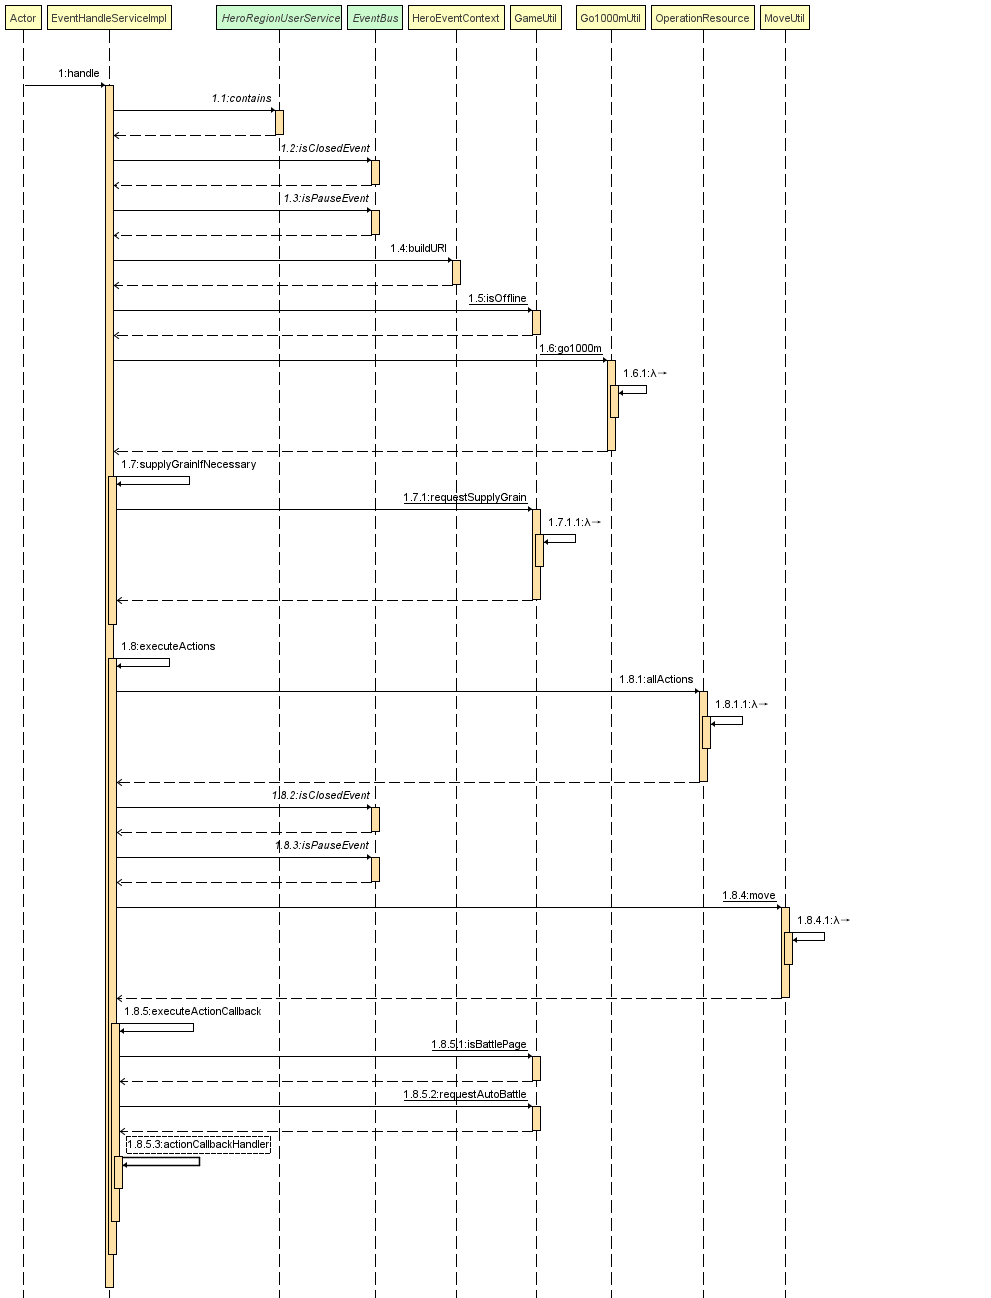 Actor EventHandleServiceImpl HeroRegionUserService EventBus HeroEventContext GameUtil Go1000mUtil OperationResource MoveUtil
1:handle
1.1:contains
1.2:isClosedEvent
1.3:isPauseEvent
1.4:buildURI
1.5:isOffline
1.6:go1000m
1.6.1:λ→
1.7:supplyGrainIfNecessary
1.7.1:requestSupplyGrain
1.7.1.1:λ→
1.8:executeActions
1.8.1:allActions
1.8.1.1:λ→
1.8.2:isClosedEvent
1.8.3:isPauseEvent
1.8.4:move
1.8.4.1:λ→
1.8.5:executeActionCallback
1.8.5.1:isBattlePage
1.8.5.2:requestAutoBattle
1.8.5.3:actionCallbackHandler